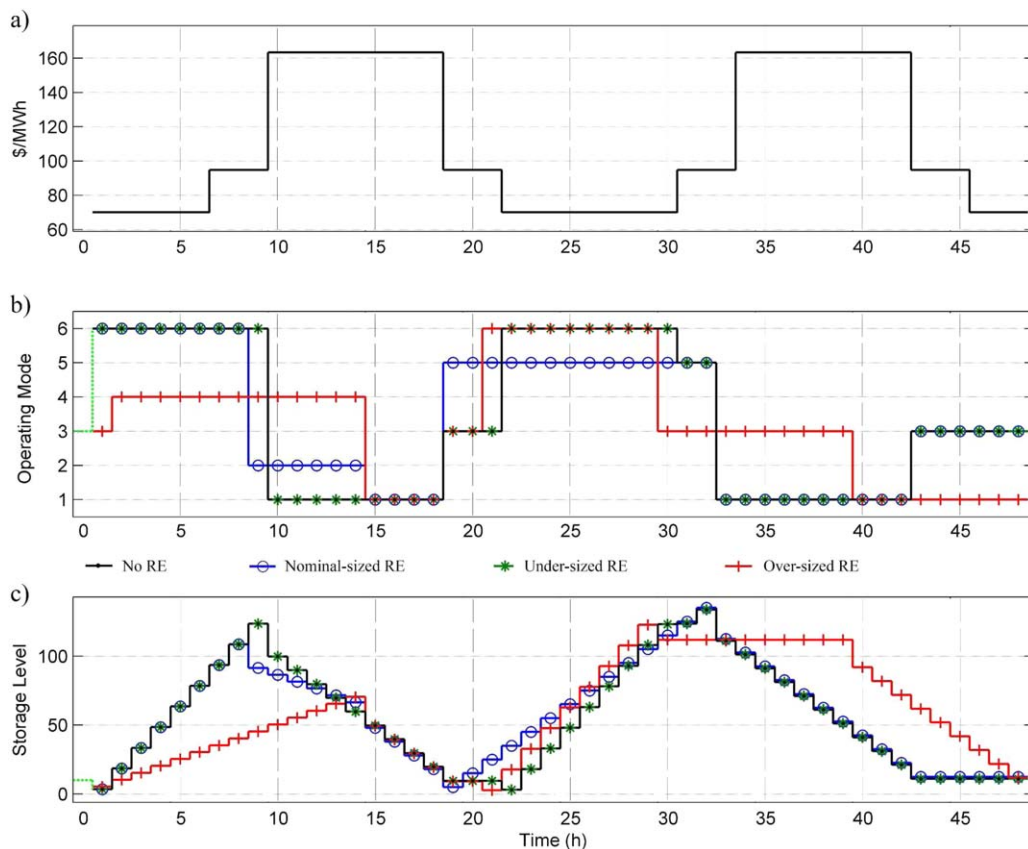 a)
160
140
120
100
80
60
$/MWh
0 5 10 15 20 25 30 35 40 45
b)
6
5
4
3
2
1
Operating Mode
0 5 10 15 20 25 30 35 40 45
No RE Nominal-sized RE Under-sized RE Over-sized RE
c)
100
50
0
Storage Level
0 5 10 15 20 25 30 35 40 45
Time (h)